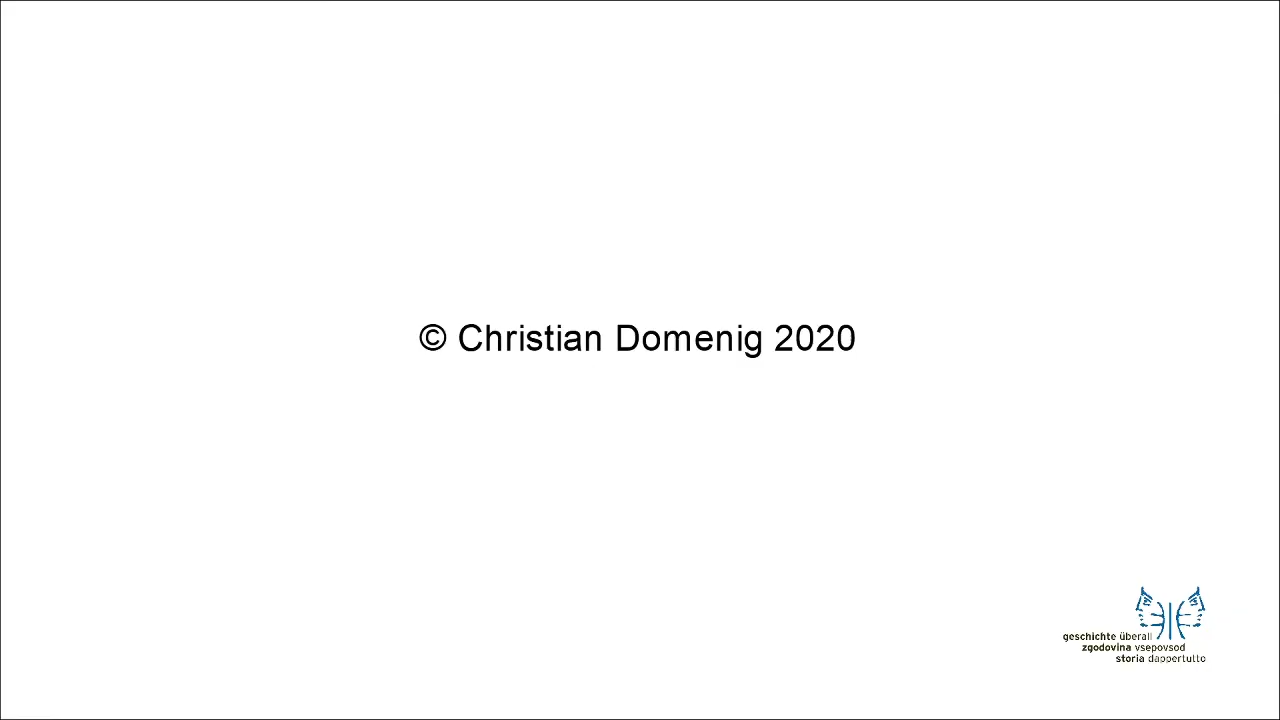 © Christian Domenig 2020
geschichte überall
zgodovina vsepovsod
storia dappertutto